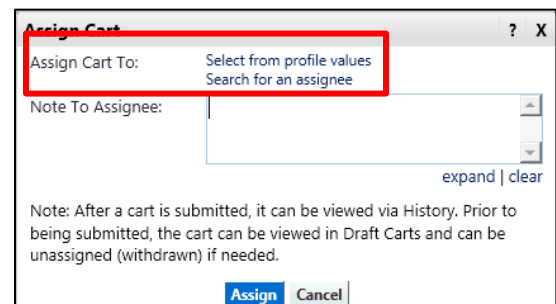 Assign Cart ? X
Assign Cart To: Select from profile values
Search for an assignee
Note To Assignee:
expand | clear
Note: After a cart is submitted, it can be viewed via History. Prior to
being submitted, the cart can be viewed in Draft Carts and can be
unassigned (withdrawn) if needed.
Assign Cancel